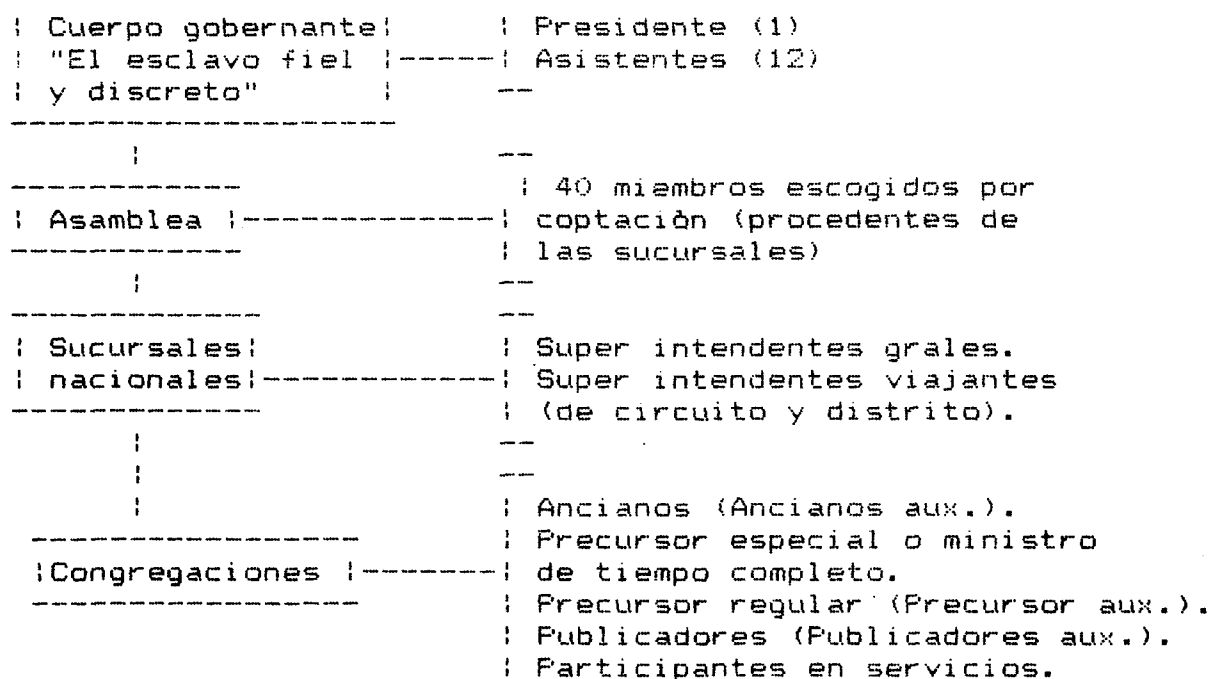 Cuerpo gobernante
"El esclavo fiel
y discreto"
Presidente (1)
Asistentes (12)
Asamblea
40 miembros escogidos por
coptaciòn (procedentes de
las sucursales)
Sucursales
nacionales
Super intendentes grales.
Super intendentes viajantes
(de circuito y distrito).
Congregaciones
Ancianos (Ancianos aux.).
Precursor especial o ministro
de tiempo completo.
Precursor regular (Precursor aux.).
Publicadores (Publicadores aux.).
Participantes en servicios.